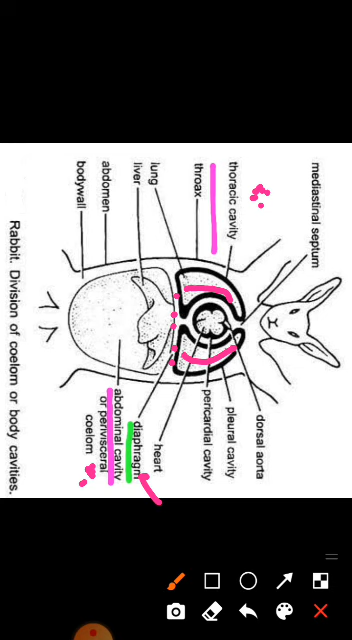 mediastinal septum
thoracic cavity
throax
lung
liver
abdomen
bodywall
dorsal aorta
pleural cavity
pericardial cavity
heart
diaphragm
abdominal cavity
or perivisceral
coelom
Rabbit. Division of coelom or body cavities.